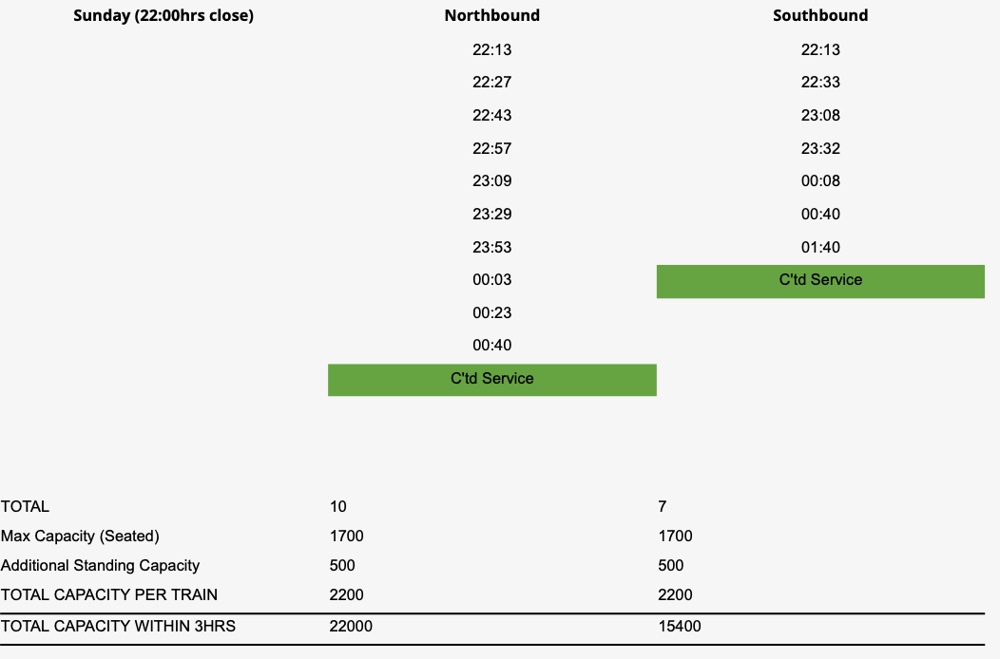 Sunday (22:00hrs close) Northbound Southbound
22:13 22:13
22:27 22:33
22:43 23:08
22:57 23:32
23:09 00:08
23:29 00:40
23:53 01:40
00:03 C'td Service
00:23
00:40
C'td Service
TOTAL 10 7
Max Capacity (Seated) 1700 1700
Additional Standing Capacity 500 500
TOTAL CAPACITY PER TRAIN 2200 2200
TOTAL CAPACITY WITHIN 3HRS 22000 15400